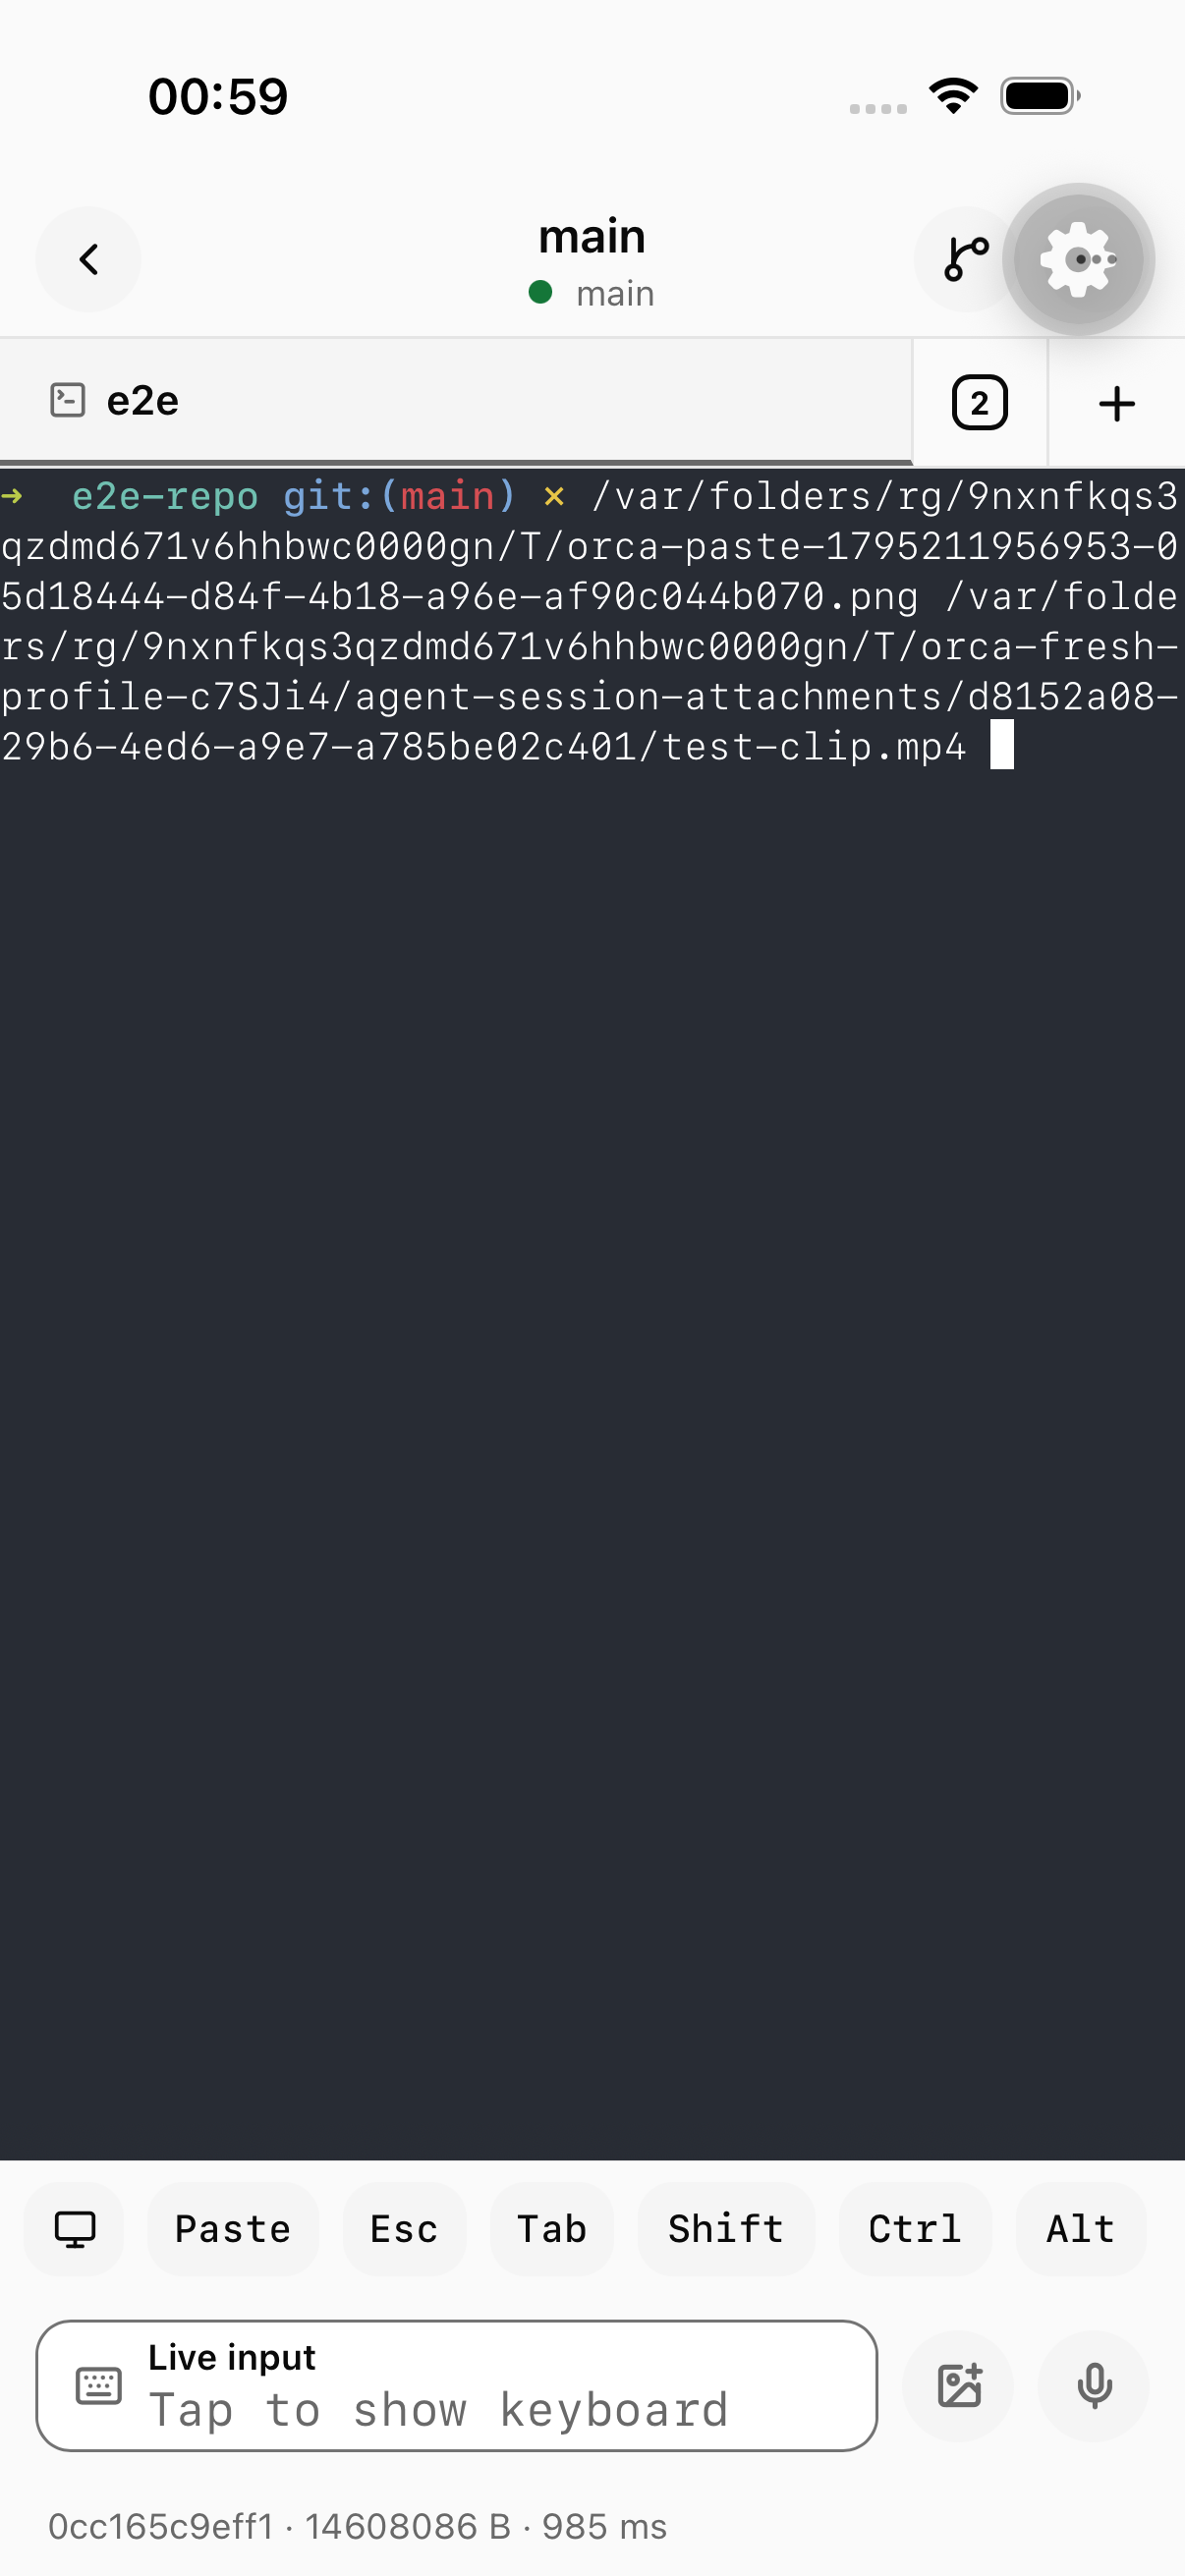 00:59
main
main
e2e
2
➜  e2e-repo git:(main) × /var/folders/rg/9nxnfkqs3
qzdmd671v6hhbwc0000gn/T/orca-paste-1795211956953-0
5d18444-d84f-4b18-a96e-af90c044b070.png /var/folde
rs/rg/9nxnfkqs3qzdmd671v6hhbwc0000gn/T/orca-fresh-
profile-c7SJi4/agent-session-attachments/d8152a08-
29b6-4ed6-a9e7-a785be02c401/test-clip.mp4
Paste Esc Tab Shift Ctrl Alt
Live input
Tap to show keyboard
0cc165c9eff1 · 14608086 B · 985 ms